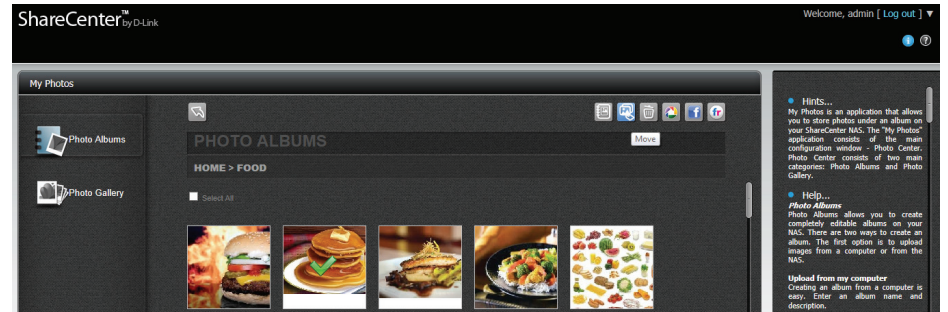 ShareCenter™ by D-Link
Welcome, admin [ Log out ] ▼
My Photos
Photo Albums
Photo Gallery
PHOTO ALBUMS
Move
HOME > FOOD
Select All
Hints...
My Photos is an application that allows
you to store photos under an album on
your ShareCenter NAS. The "My Photos"
application consists of the main
configuration window - Photo Center.
Photo Center consists of two main
categories: Photo Albums and Photo
Gallery.
Help...
Photo Albums
Photo Albums allows you to create
completely editable albums on your
NAS. There are two ways to create an
album. The first option is to upload
images from a computer or from the
NAS.
Upload from my computer
Creating an album from a computer is
easy. Enter an album name and
description.